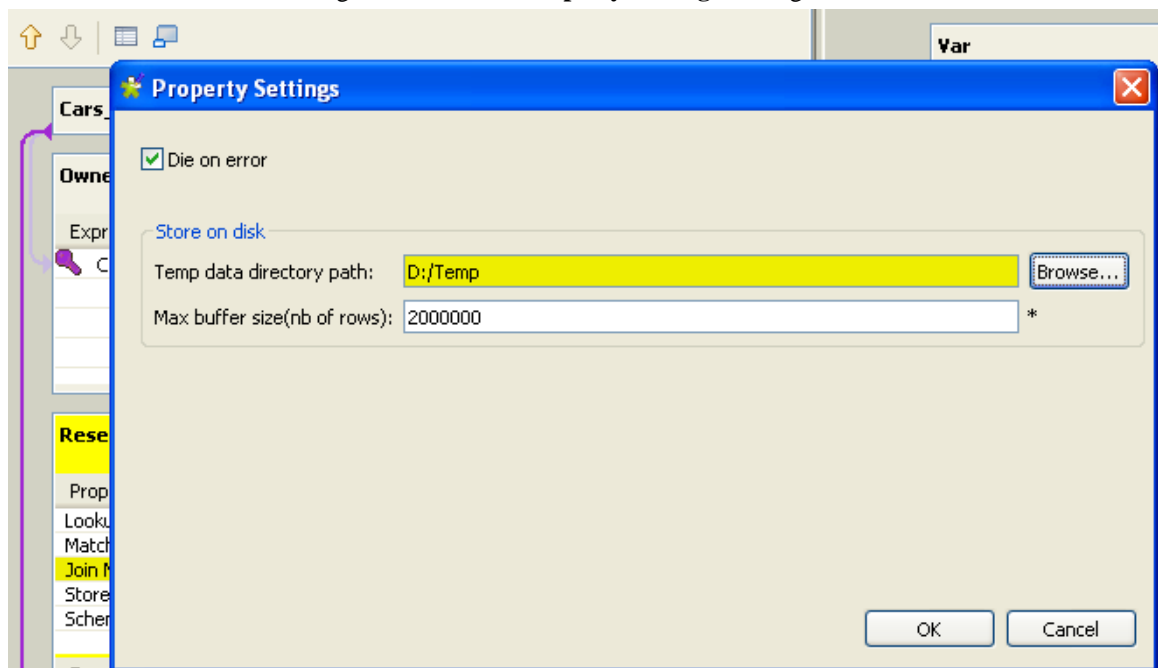 Var
Property Settings
Cars_
Die on error
Owne
Expr
Store on disk
C
Temp data directory path: D:/Temp Browse...
Max buffer size(nb of rows): 2000000 *
Rese
Prop
Looku
Match
Join M
Store
Schem
OK Cancel